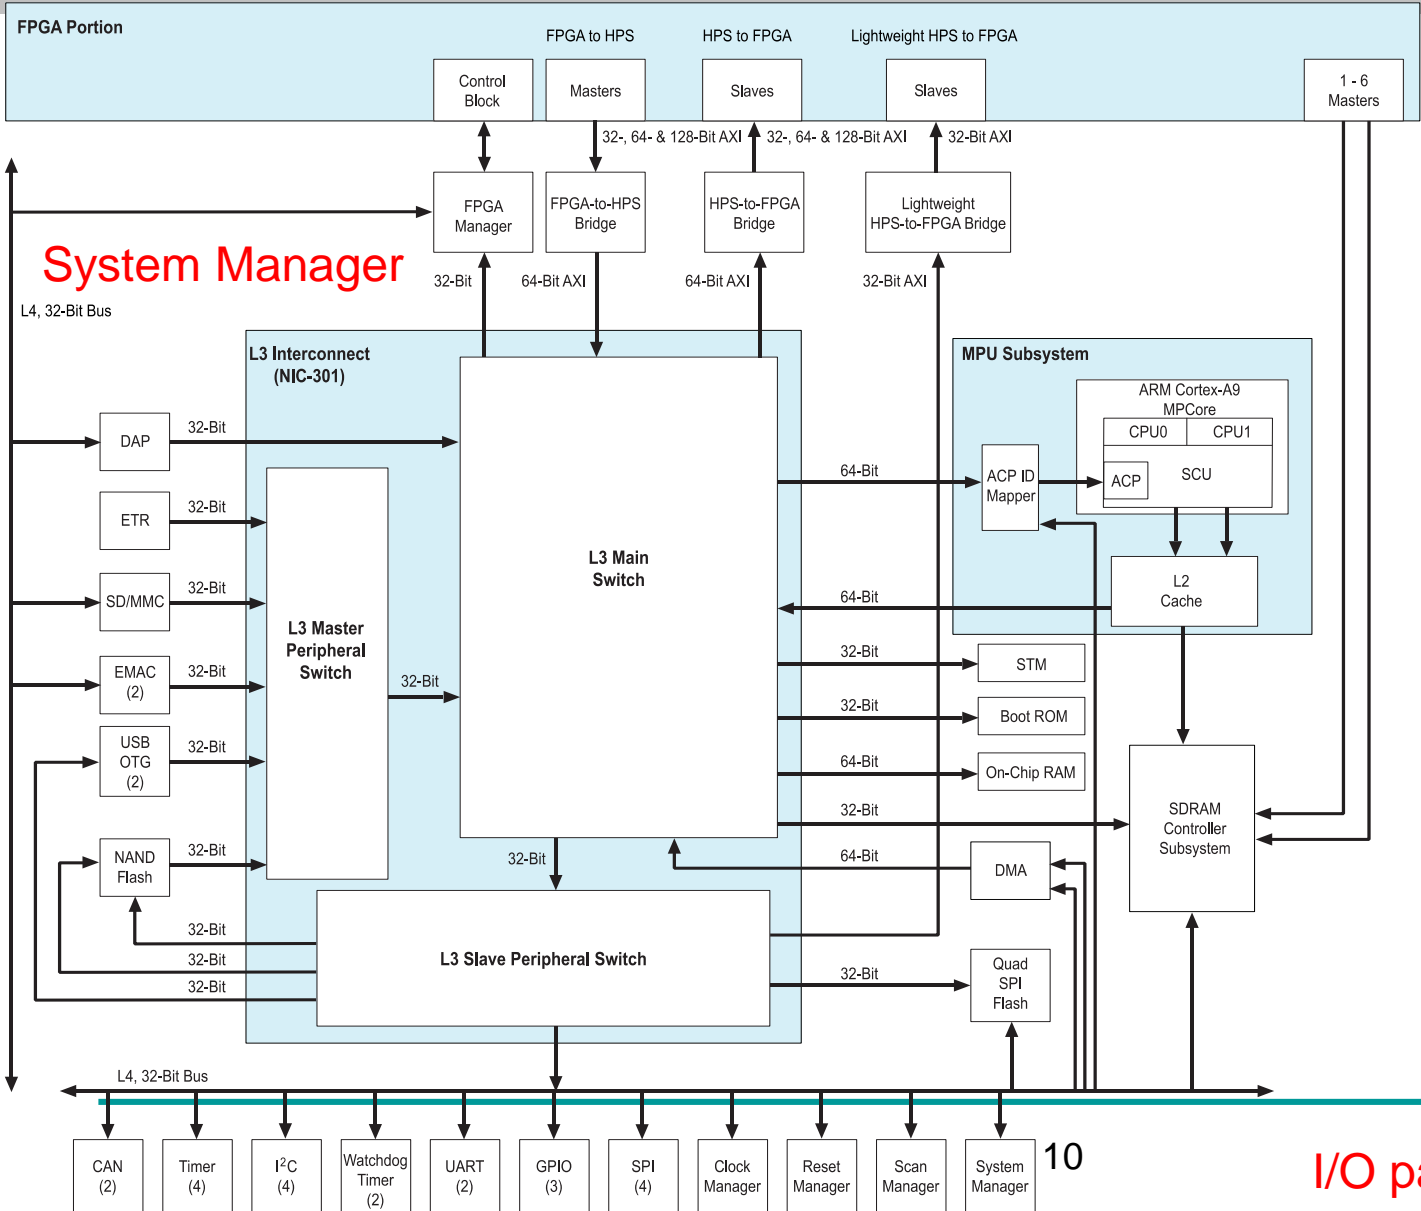 FPGA Portion
FPGA to HPS
HPS to FPGA
Lightweight HPS to FPGA
Control
Block
Masters
Slaves
Slaves
1 - 6
Masters
32-, 64- & 128-Bit AXI
32-, 64- & 128-Bit AXI
32-Bit AXI
FPGA
Manager
FPGA-to-HPS
Bridge
HPS-to-FPGA
Bridge
Lightweight
HPS-to-FPGA Bridge
System Manager
32-Bit
64-Bit AXI
64-Bit AXI
32-Bit AXI
L4, 32-Bit Bus
L3 Interconnect
(NIC-301)
MPU Subsystem
ARM Cortex-A9
MPCore
CPU0
CPU1
ACP
SCU
ACP ID
Mapper
L2
Cache
DAP
32-Bit
ETR
32-Bit
SD/MMC
32-Bit
EMAC
(2)
32-Bit
USB
OTG
(2)
32-Bit
NAND
Flash
32-Bit
L3 Master
Peripheral
Switch
32-Bit
L3 Main
Switch
64-Bit
64-Bit
32-Bit
STM
32-Bit
Boot ROM
64-Bit
On-Chip RAM
32-Bit
SDRAM
Controller
Subsystem
64-Bit
DMA
32-Bit
32-Bit
32-Bit
32-Bit
L3 Slave Peripheral Switch
32-Bit
Quad
SPI
Flash
L4, 32-Bit Bus
CAN
(2)
Timer
(4)
I²C
(4)
Watchdog
Timer
(2)
UART
(2)
GPIO
(3)
SPI
(4)
Clock
Manager
Reset
Manager
Scan
Manager
System
Manager
10
I/O pa